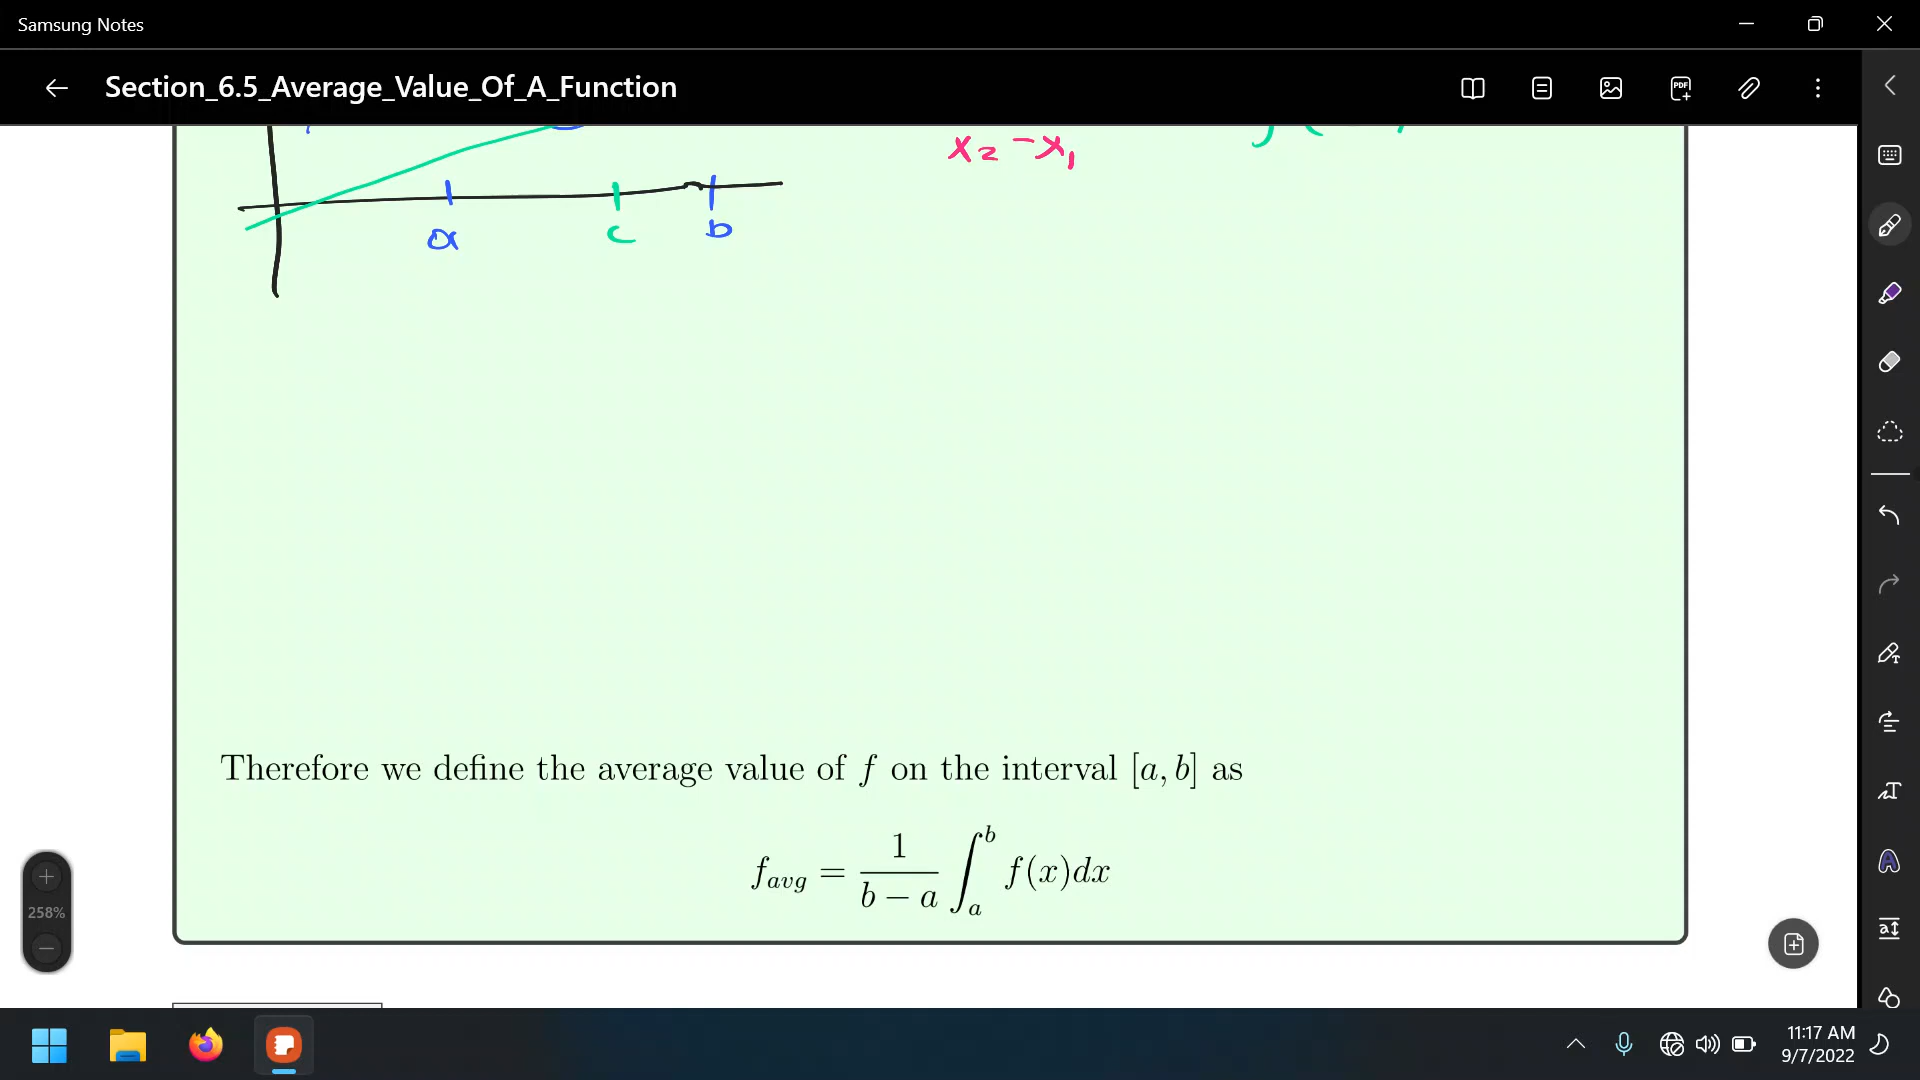 Samsung Notes
Section_6.5_Average_Value_Of_A_Function
PDF
x₂ - x₁
a c b
Therefore we define the average value of f on the interval [a, b] as
f_avg = 1/(b − a) ∫_a^b f(x)dx
258%
11:17 AM
9/7/2022